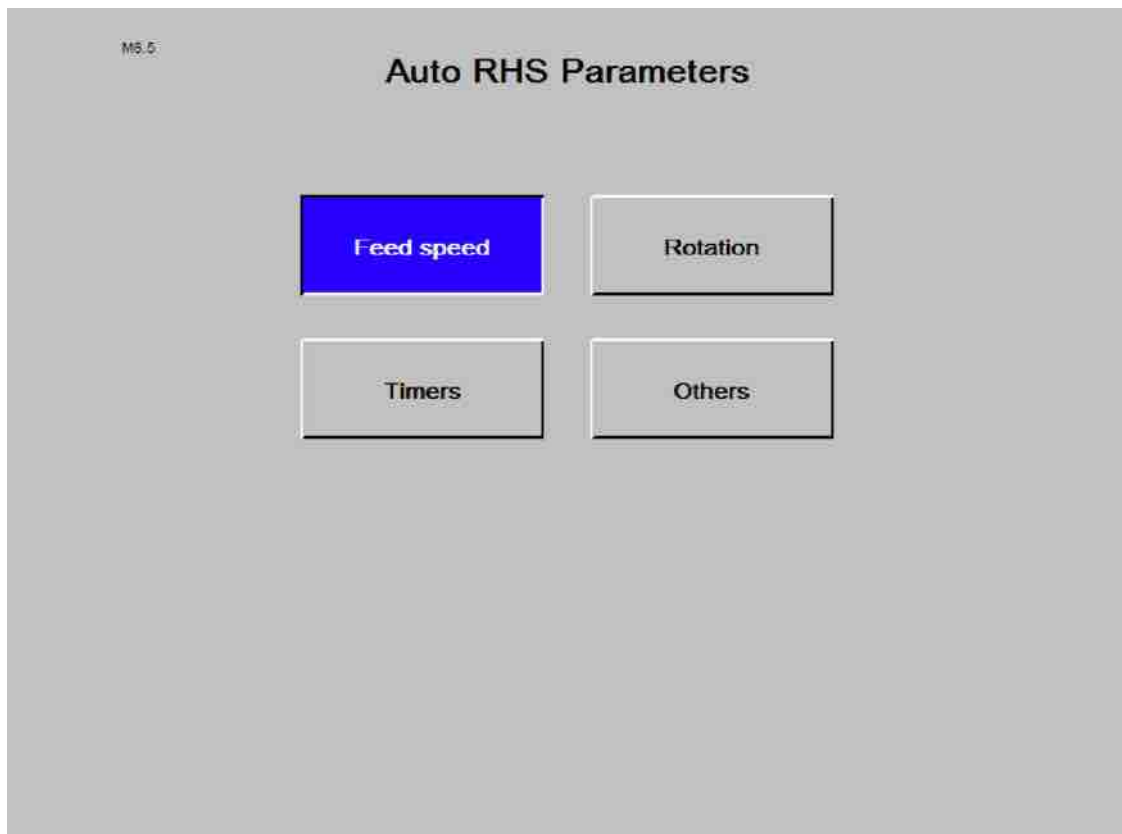 M6.5
Auto RHS Parameters
Feed speed
Rotation
Timers
Others